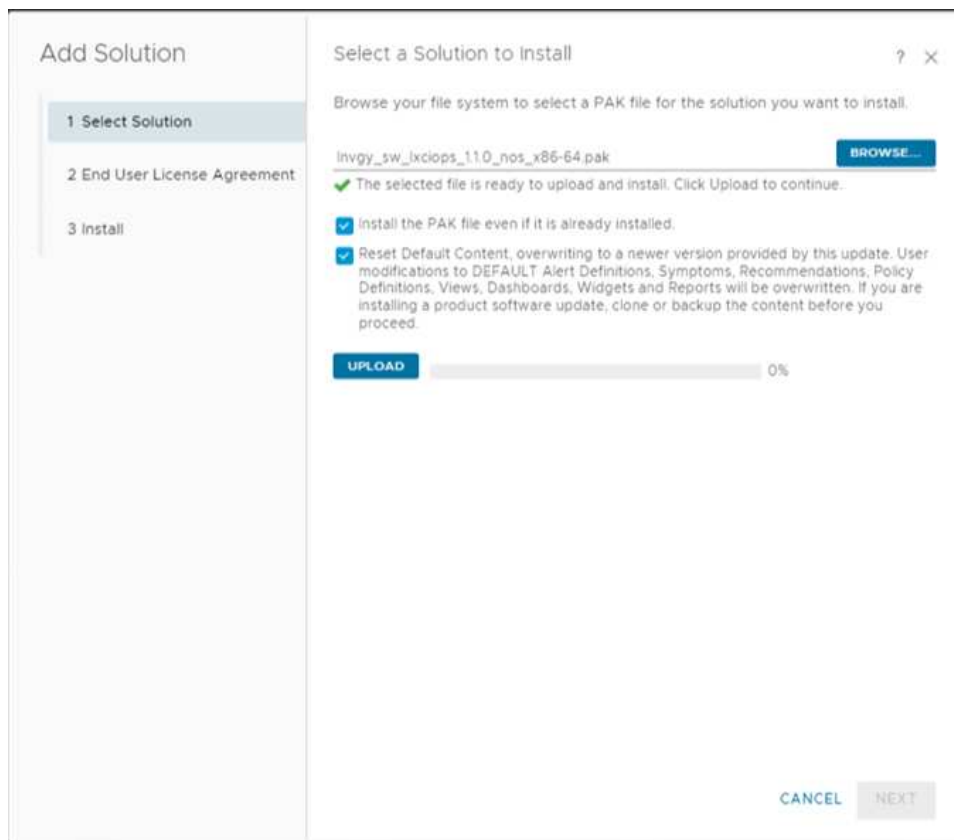 Add Solution
1 Select Solution
2 End User License Agreement
3 Install
Select a Solution to Install
? ×
Browse your file system to select a PAK file for the solution you want to install.
lnvgy_sw_lxciops_1.1.0_nos_x86-64.pak
BROWSE...
The selected file is ready to upload and install. Click Upload to continue.
Install the PAK file even if it is already installed.
Reset Default Content, overwriting to a newer version provided by this update. User
modifications to DEFAULT Alert Definitions, Symptoms, Recommendations, Policy
Definitions, Views, Dashboards, Widgets and Reports will be overwritten. If you are
installing a product software update, clone or backup the content before you
proceed.
UPLOAD
0%
CANCEL
NEXT